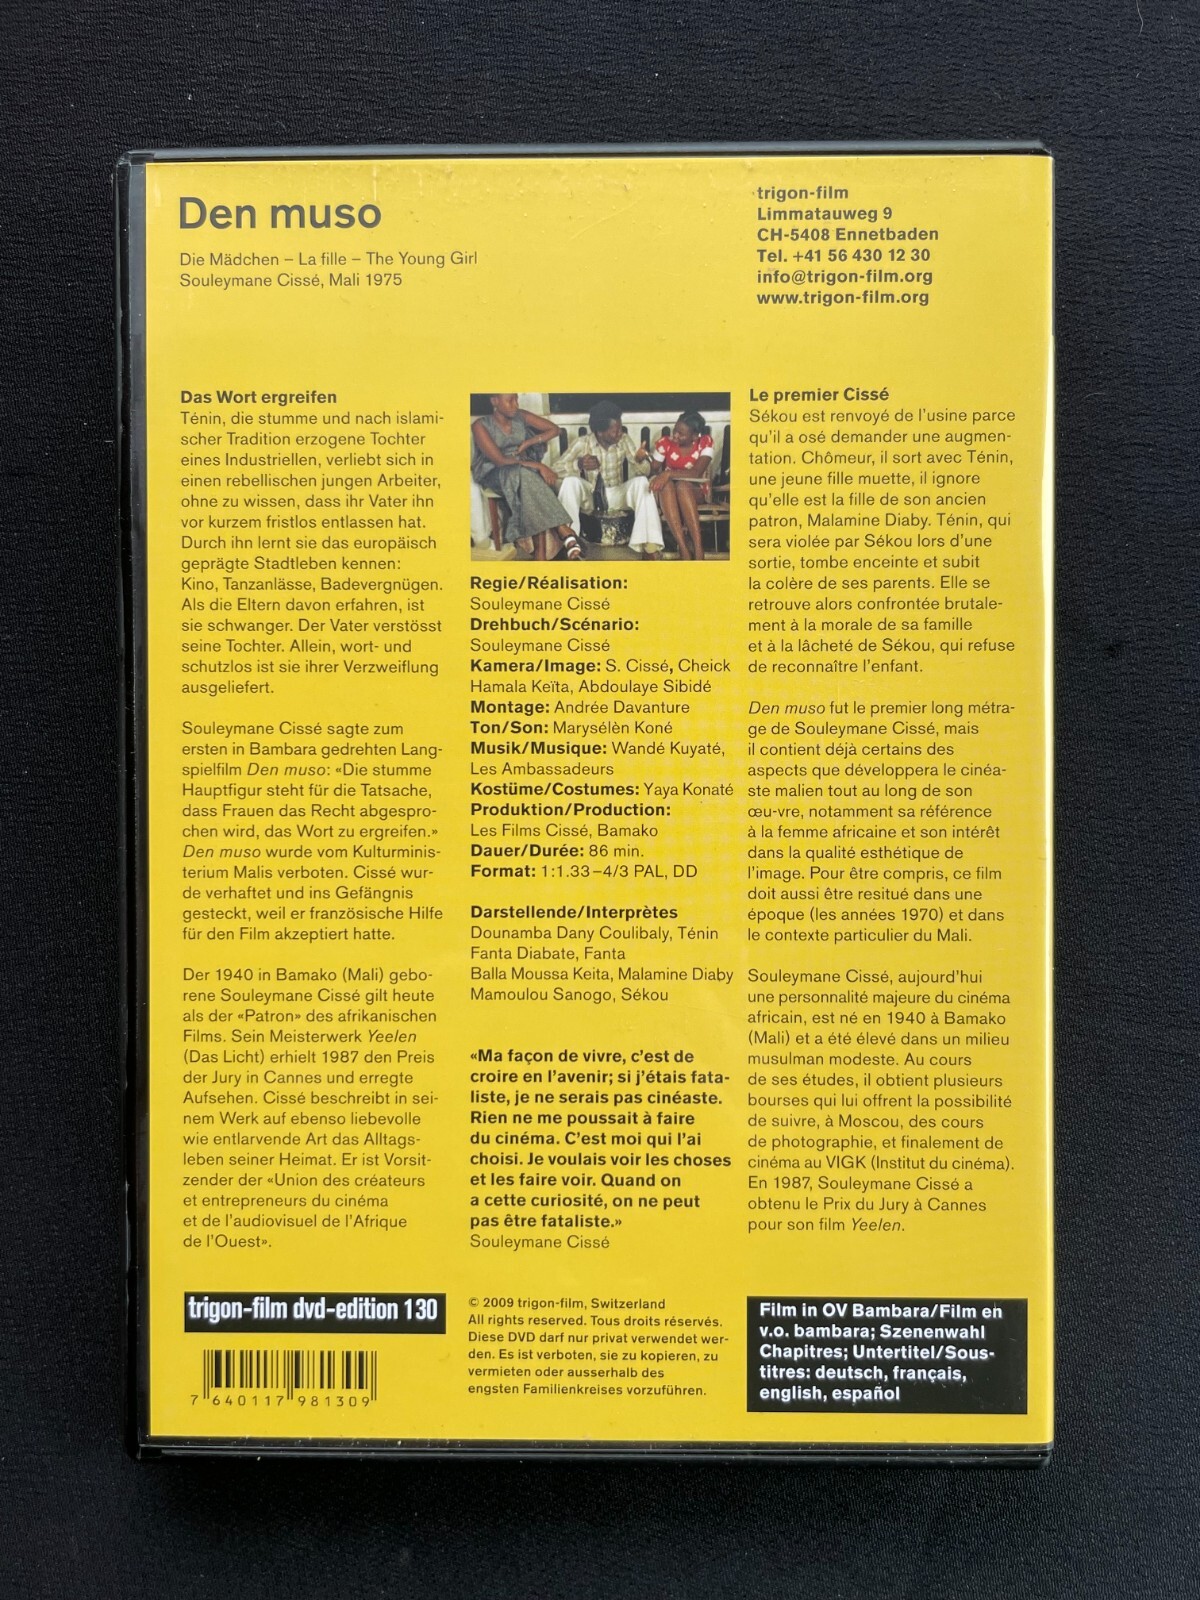 Den muso
Die Mädchen – La fille – The Young Girl
Souleymane Cissé, Mali 1975
trigon-film
Limmatauweg 9
CH-5408 Ennetbaden
Tel. +41 56 430 12 30
info@trigon-film.org
www.trigon-film.org
Das Wort ergreifen
Ténin, die stumme und nach islami-
scher Tradition erzogene Tochter
eines Industriellen, verliebt sich in
einen rebellischen jungen Arbeiter,
ohne zu wissen, dass ihr Vater ihn
vor kurzem fristlos entlassen hat.
Durch ihn lernt sie das europäisch
geprägte Stadtleben kennen:
Kino, Tanzanlässe, Badevergnügen.
Als die Eltern davon erfahren, ist
sie schwanger. Der Vater verstösst
seine Tochter. Allein, wort- und
schutzlos ist sie ihrer Verzweiflung
ausgeliefert.
Souleymane Cissé sagte zum
ersten in Bambara gedrehten Lang-
spielfilm Den muso: «Die stumme
Hauptfigur steht für die Tatsache,
dass Frauen das Recht abgespro-
chen wird, das Wort zu ergreifen.»
Den muso wurde vom Kulturminis-
terium Malis verboten. Cissé wur-
de verhaftet und ins Gefängnis
gesteckt, weil er französische Hilfe
für den Film akzeptiert hatte.
Der 1940 in Bamako (Mali) gebo-
rene Souleymane Cissé gilt heute
als der «Patron» des afrikanischen
Films. Sein Meisterwerk Yeelen
(Das Licht) erhielt 1987 den Preis
der Jury in Cannes und erregte
Aufsehen. Cissé beschreibt in sei-
nem Werk auf ebenso liebevolle
wie entlarvende Art das Alltags-
leben seiner Heimat. Er ist Vorsit-
zender der «Union des créateurs
et entrepreneurs du cinéma
et de l'audiovisuel de l'Afrique
de l'Ouest».
Regie/Réalisation:
Souleymane Cissé
Drehbuch/Scénario:
Souleymane Cissé
Kamera/Image: S. Cissé, Cheick
Hamala Keïta, Abdoulaye Sibidé
Montage: Andrée Davanture
Ton/Son: Marysélèn Koné
Musik/Musique: Wandé Kuyaté,
Les Ambassadeurs
Kostüme/Costumes: Yaya Konaté
Produktion/Production:
Les Films Cissé, Bamako
Dauer/Durée: 86 min.
Format: 1:1.33–4/3 PAL, DD
Darstellende/Interprètes
Dounamba Dany Coulibaly, Ténin
Fanta Diabate, Fanta
Balla Moussa Keita, Malamine Diaby
Mamoulou Sanogo, Sékou
«Ma façon de vivre, c'est de
croire en l'avenir; si j'étais fata-
liste, je ne serais pas cinéaste.
Rien ne me poussait à faire
du cinéma. C'est moi qui l'ai
choisi. Je voulais voir les choses
et les faire voir. Quand on
a cette curiosité, on ne peut
pas être fataliste.»
Souleymane Cissé
Le premier Cissé
Sékou est renvoyé de l'usine parce
qu'il a osé demander une augmen-
tation. Chômeur, il sort avec Ténin,
une jeune fille muette, il ignore
qu'elle est la fille de son ancien
patron, Malamine Diaby. Ténin, qui
sera violée par Sékou lors d'une
sortie, tombe enceinte et subit
la colère de ses parents. Elle se
retrouve alors confrontée brutale-
ment à la morale de sa famille
et à la lâcheté de Sékou, qui refuse
de reconnaître l'enfant.
Den muso fut le premier long métra-
ge de Souleymane Cissé, mais
il contient déjà certains des
aspects que développera le cinéa-
ste malien tout au long de son
œu-vre, notamment sa référence
à la femme africaine et son intérêt
dans la qualité esthétique de
l'image. Pour être compris, ce film
doit aussi être resitué dans une
époque (les années 1970) et dans
le contexte particulier du Mali.
Souleymane Cissé, aujourd'hui
une personnalité majeure du cinéma
africain, est né en 1940 à Bamako
(Mali) et a été élevé dans un milieu
musulman modeste. Au cours
de ses études, il obtient plusieurs
bourses qui lui offrent la possibilité
de suivre, à Moscou, des cours
de photographie, et finalement de
cinéma au VIGK (Institut du cinéma).
En 1987, Souleymane Cissé a
obtenu le Prix du Jury à Cannes
pour son film Yeelen.
trigon-film dvd-edition 130
7 640117 981309
© 2009 trigon-film, Switzerland
All rights reserved. Tous droits réservés.
Diese DVD darf nur privat verwendet wer-
den. Es ist verboten, sie zu kopieren, zu
vermieten oder ausserhalb des
engsten Familienkreises vorzuführen.
Film in OV Bambara/Film en
v.o. bambara; Szenenwahl
Chapitres; Untertitel/Sous-
titres: deutsch, français,
english, español